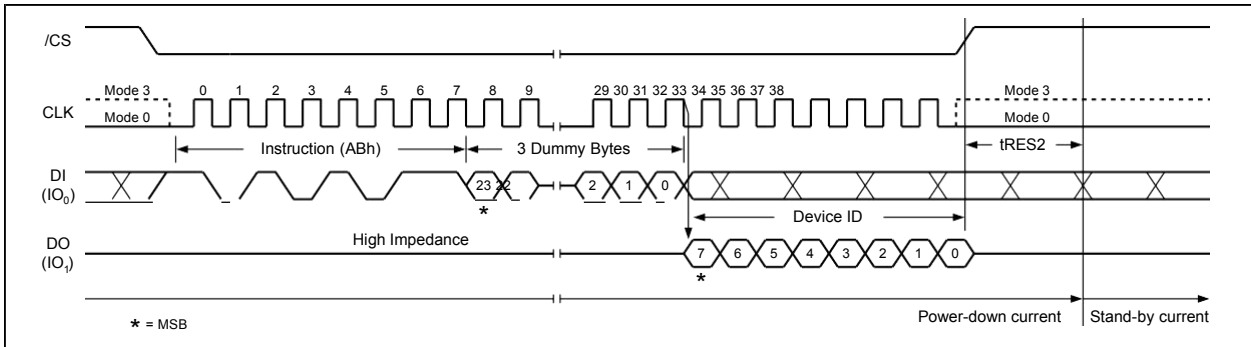 /CS
Mode 3
0 1 2 3 4 5 6 7 8 9 29 30 31 32 33 34 35 36 37 38
Mode 3
CLK
Mode 0
Mode 0
Instruction (ABh)
3 Dummy Bytes
tRES2
DI
(IO0)
23 22 2 1 0
*
Device ID
DO
(IO1)
High Impedance
7 6 5 4 3 2 1 0
*
* = MSB
Power-down current
Stand-by current